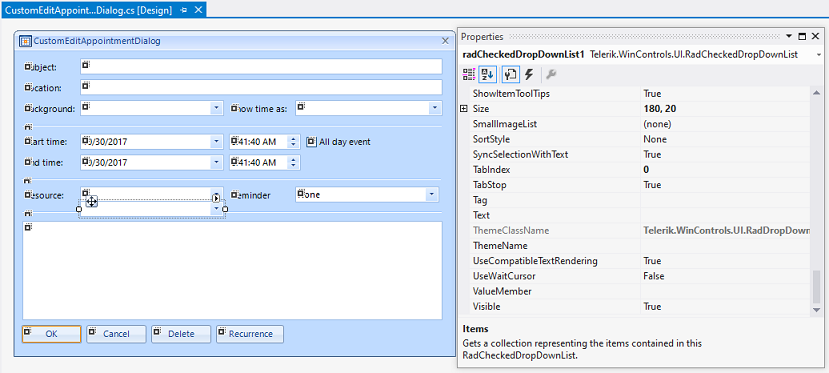 CustomEditAppoint...Dialog.cs [Design]
CustomEditAppointmentDialog
ubject:
ocation:
ckground:
how time as:
tart time:
/30/2017
41:40 AM
All day event
nd time:
/30/2017
41:40 AM
esource:
eminder
one
OK
Cancel
Delete
Recurrence
Properties
radCheckedDropDownList1 Telerik.WinControls.UI.RadCheckedDropDownList
ShowItemToolTips True
Size 180, 20
SmallImageList (none)
SortStyle None
SyncSelectionWithText True
TabIndex 0
TabStop True
Tag
Text
ThemeClassName Telerik.WinControls.UI.RadDropDown
ThemeName
UseCompatibleTextRendering True
UseWaitCursor False
ValueMember
Visible True
Items
Gets a collection representing the items contained in this
RadCheckedDropDownList.